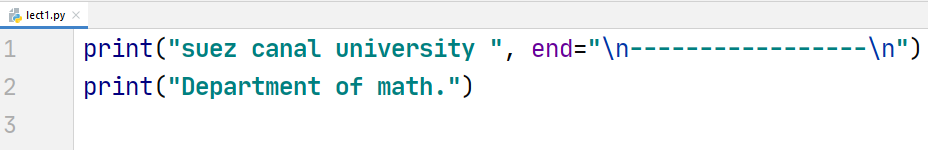 lect1.py
1 print("suez canal university ", end="\n-----------------\n")
2 print("Department of math.")
3